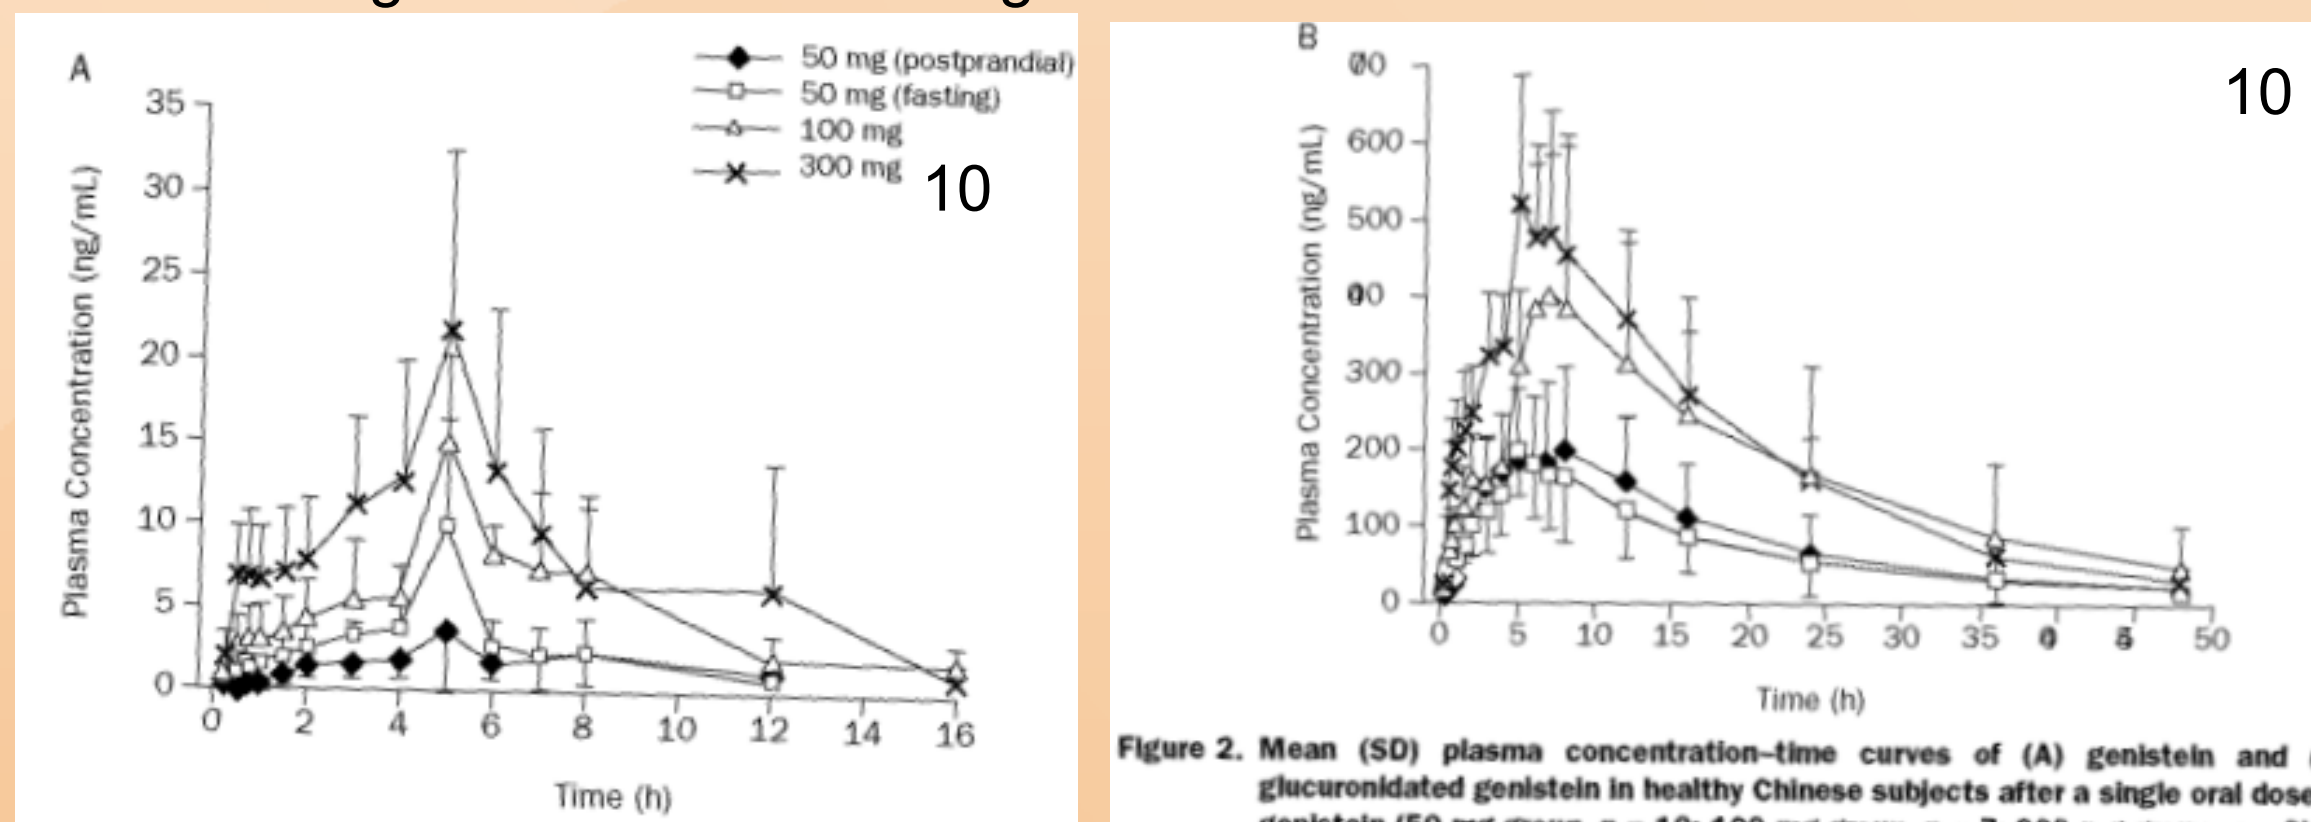 A
50 mg (postprandial)
50 mg (fasting)
100 mg
300 mg
10
35
30
25
20
15
10
5
0
Plasma Concentration (ng/mL)
0 2 4 6 8 10 12 14 16
Time (h)
B
10
600
500
300
200
100
0
Plasma Concentration (ng/mL)
0 5 10 15 20 25 30 35 50
Time (h)
Figure 2. Mean (SD) plasma concentration–time curves of (A) genistein and
glucuronidated genistein in healthy Chinese subjects after a single oral dose